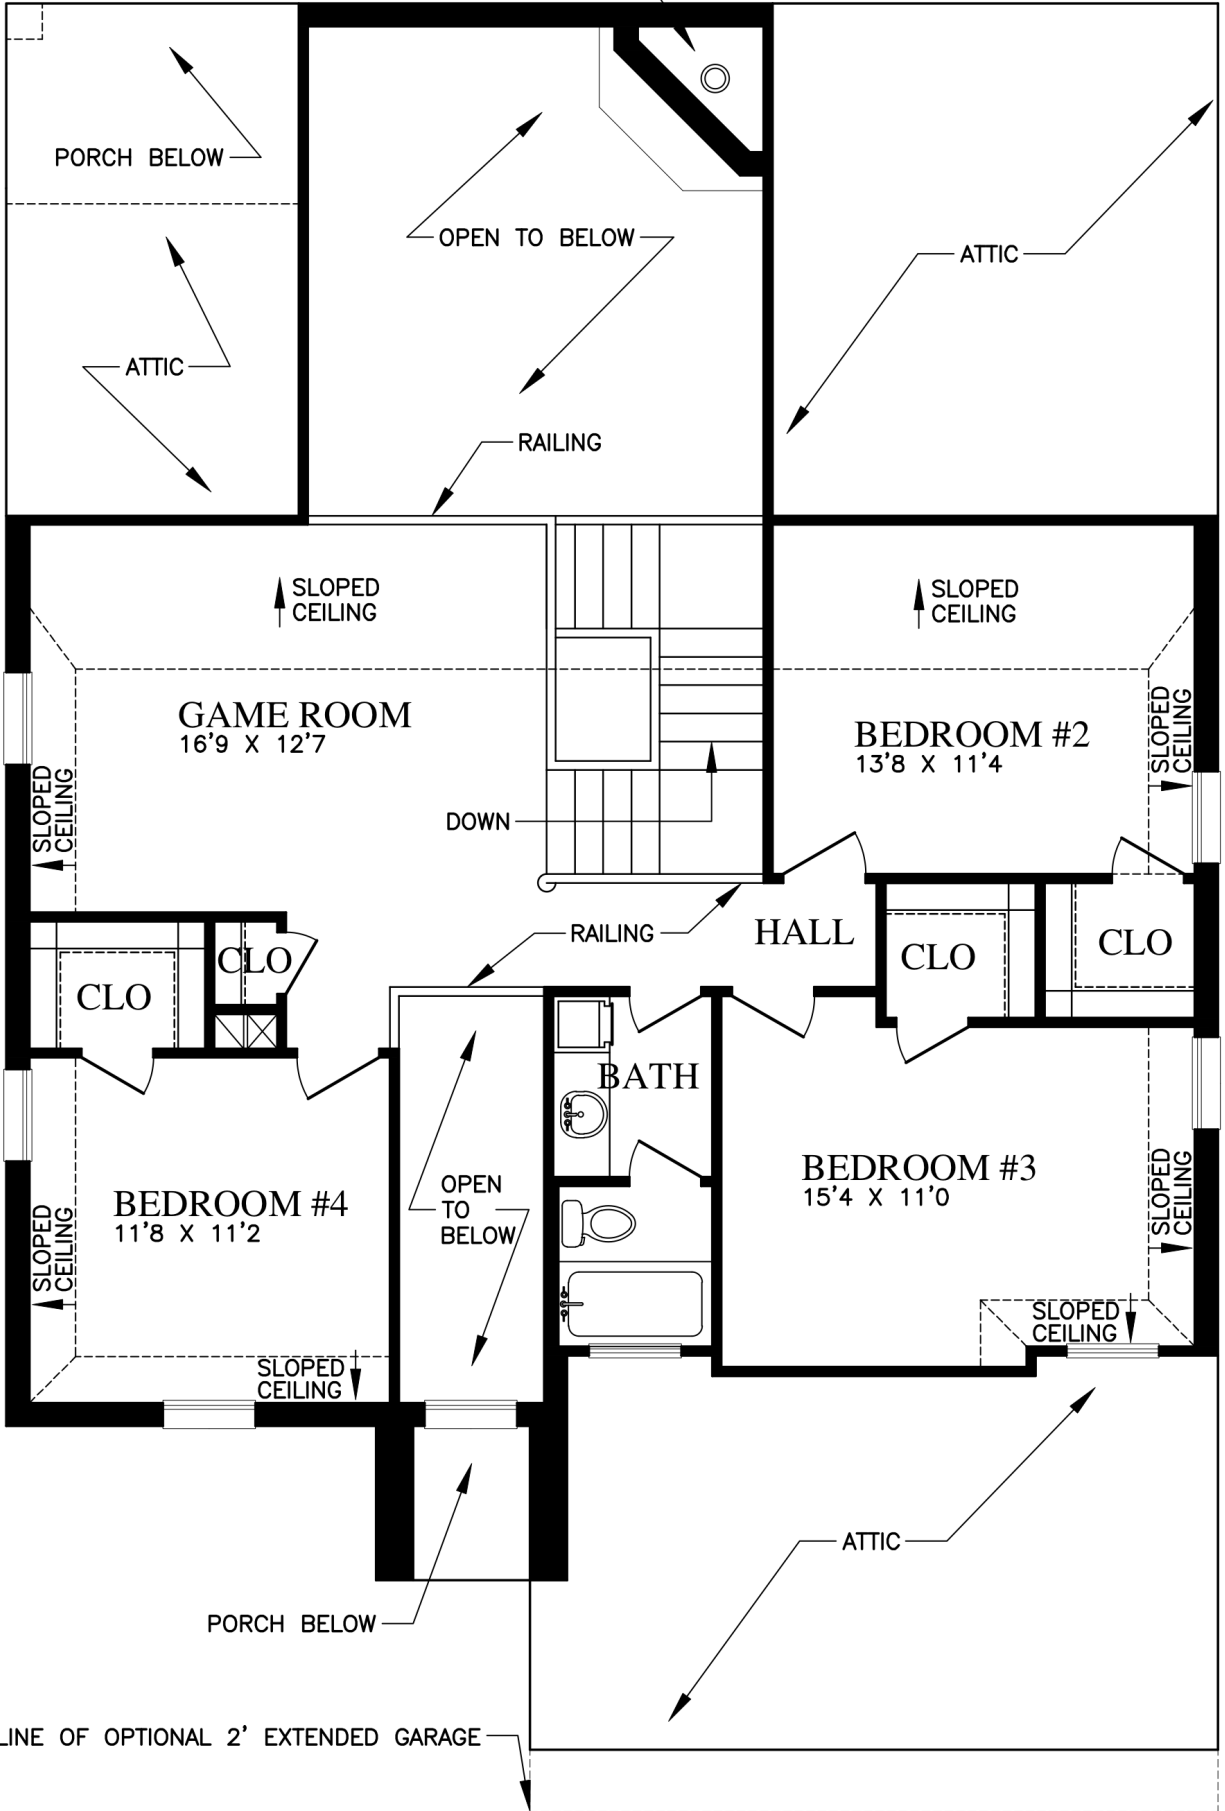 PORCH BELOW
OPEN TO BELOW
ATTIC
ATTIC
RAILING
SLOPED
CEILING
SLOPED
CEILING
GAME ROOM
16'9 X 12'7
BEDROOM #2
13'8 X 11'4
SLOPED
CEILING
SLOPED
CEILING
DOWN
RAILING
HALL
CLO
CLO
CLO
CLO
BATH
BEDROOM #3
15'4 X 11'0
SLOPED
CEILING
BEDROOM #4
11'8 X 11'2
OPEN
TO
BELOW
SLOPED
CEILING
SLOPED
CEILING
SLOPED
CEILING
ATTIC
PORCH BELOW
LINE OF OPTIONAL 2' EXTENDED GARAGE